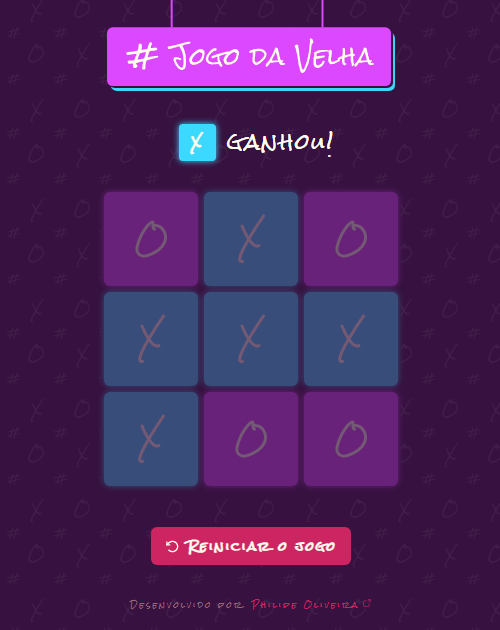 # Jogo da Velha
X GANHOU!
O X O
X X X
X O O
Reiniciar o jogo
Desenvolvido por Philipe Oliveira